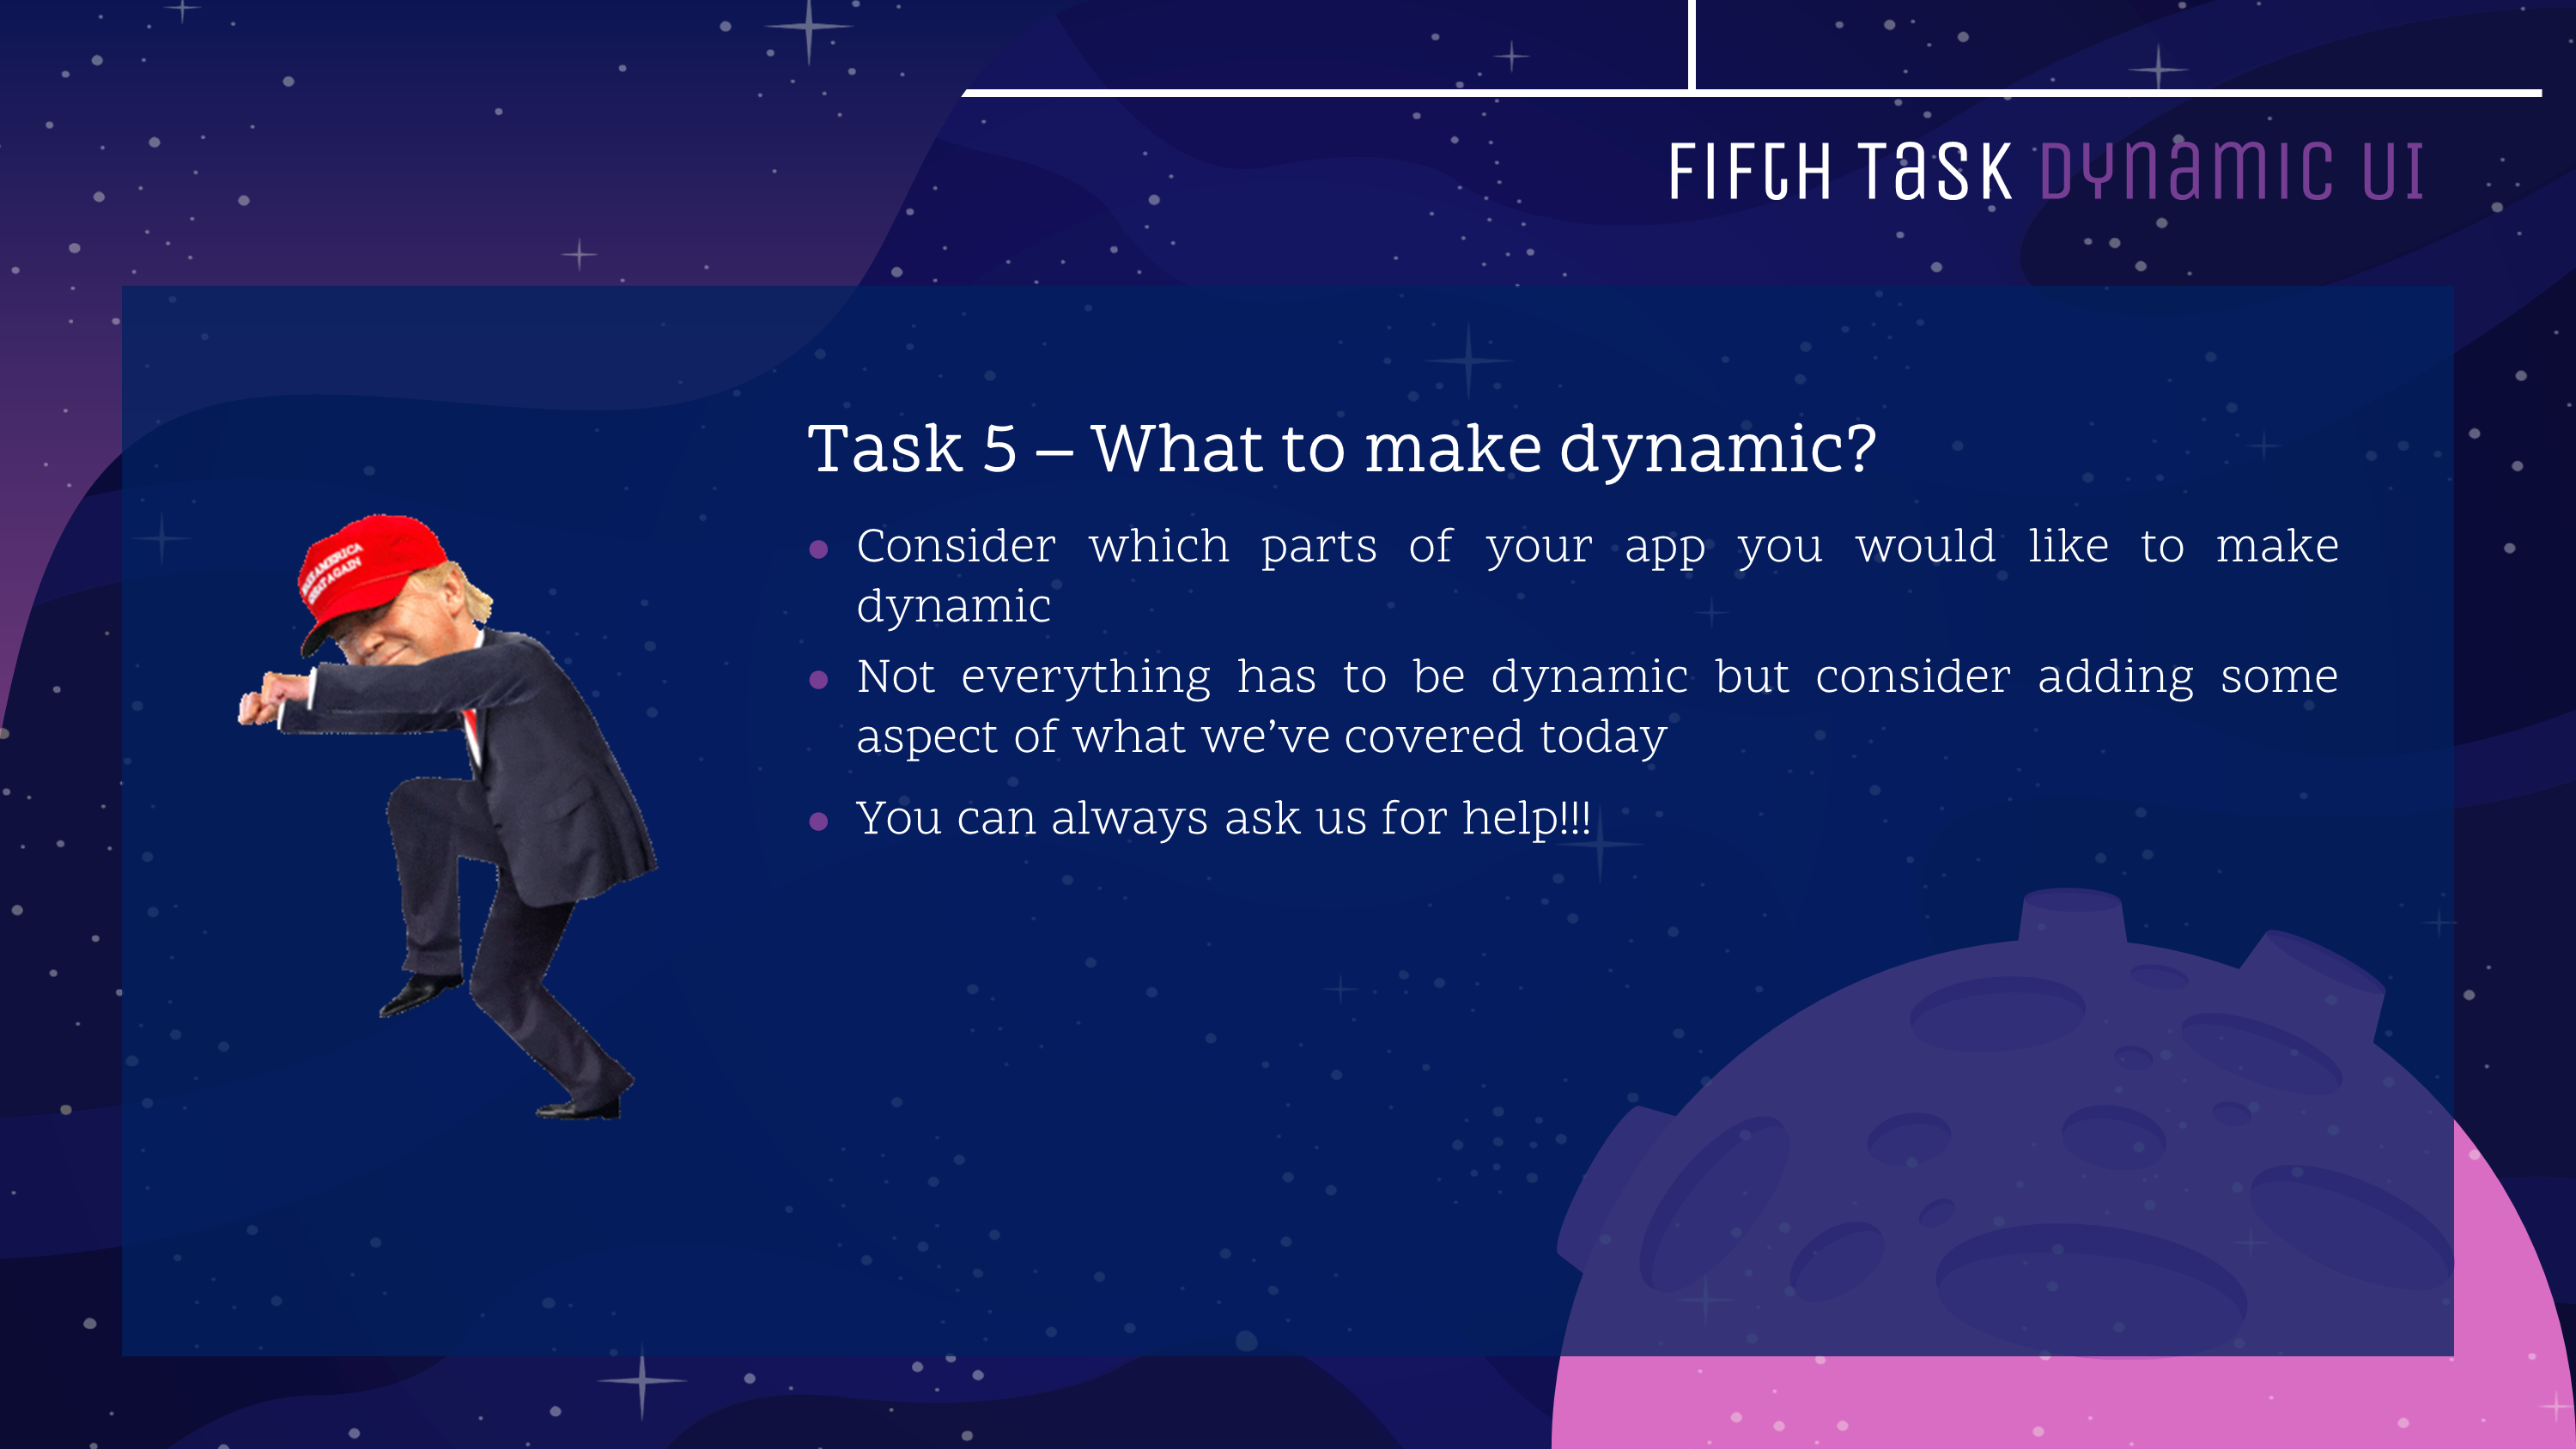 FIFTH TASK DYNAMIC UI
Task 5 – What to make dynamic?
Consider which parts of your app you would like to make
dynamic
Not everything has to be dynamic but consider adding some
aspect of what we’ve covered today
You can always ask us for help!!!
MAKE AMERICA
GREAT AGAIN